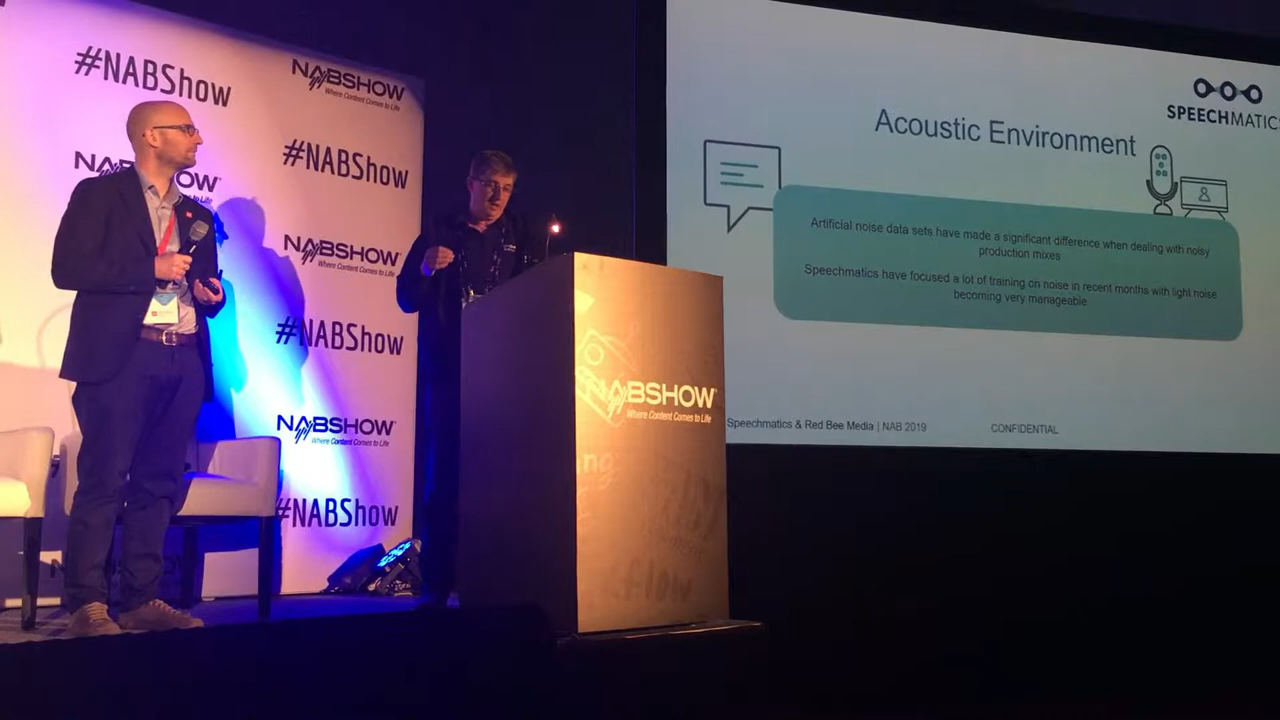 #NABShow
NABSHOW
Where Content Comes to Life
#NABShow
NABSHOW
Where Content Comes to Life
#NABShow
NABSHOW
Where Content Comes to Life
#NABShow
NABSHOW
Where Content Comes to Life
SPEECHMATICS
Acoustic Environment
Artificial noise data sets have made a significant difference when dealing with noisy
production mixes
Speechmatics have focused a lot of training on noise in recent months with light noise
becoming very manageable
Speechmatics & Red Bee Media | NAB 2019
CONFIDENTIAL
flow